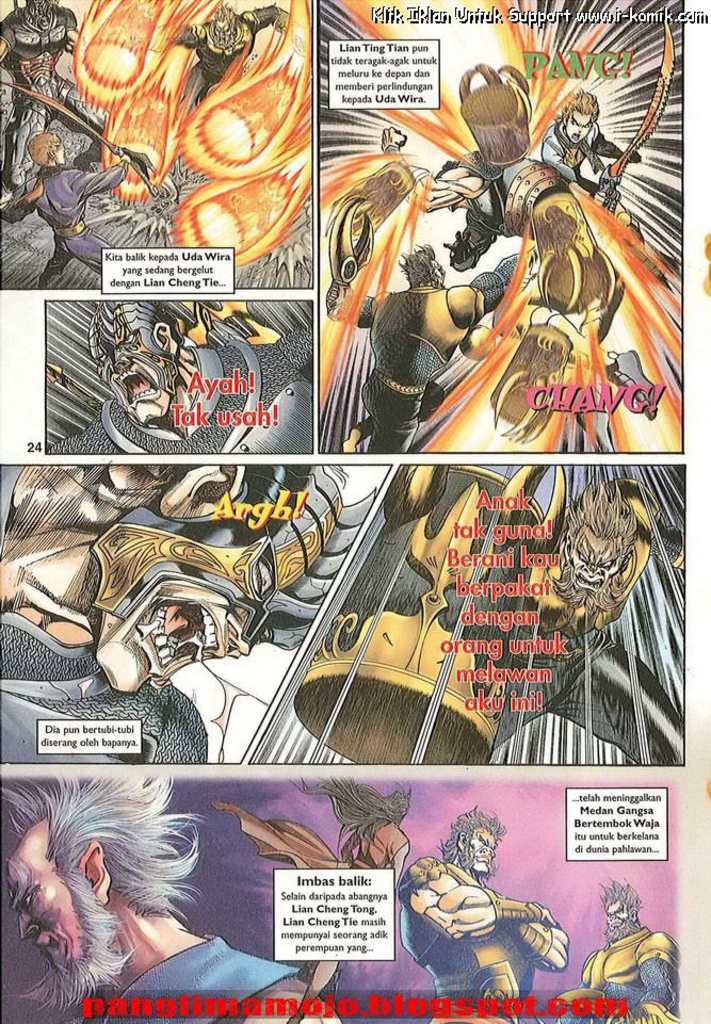 Klik Iklan Untuk Support www.i-komik.com
Kita balik kepada Uda Wira
yang sedang bergelut
dengan Lian Cheng Tie...
Lian Ting Tian pun
tidak teragak-agak untuk
meluru ke depan dan
memberi perlindungan
kepada Uda Wira.
PANG!
CHANG!
Ayah!
Tak usah!
24
Argh!
Dia pun bertubi-tubi
diserang oleh bapanya.
Anak
tak guna!
Berani kau
berpakat
dengan
orang untuk
melawan
aku ini!
Imbas balik:
Selain daripada abangnya
Lian Cheng Tong,
Lian Cheng Tie masih
mempunyai seorang adik
perempuan yang...
...telah meninggalkan
Medan Gangsa
Bertembok Waja
itu untuk berkelana
di dunia pahlawan...
panglimamojo.blogspot.com